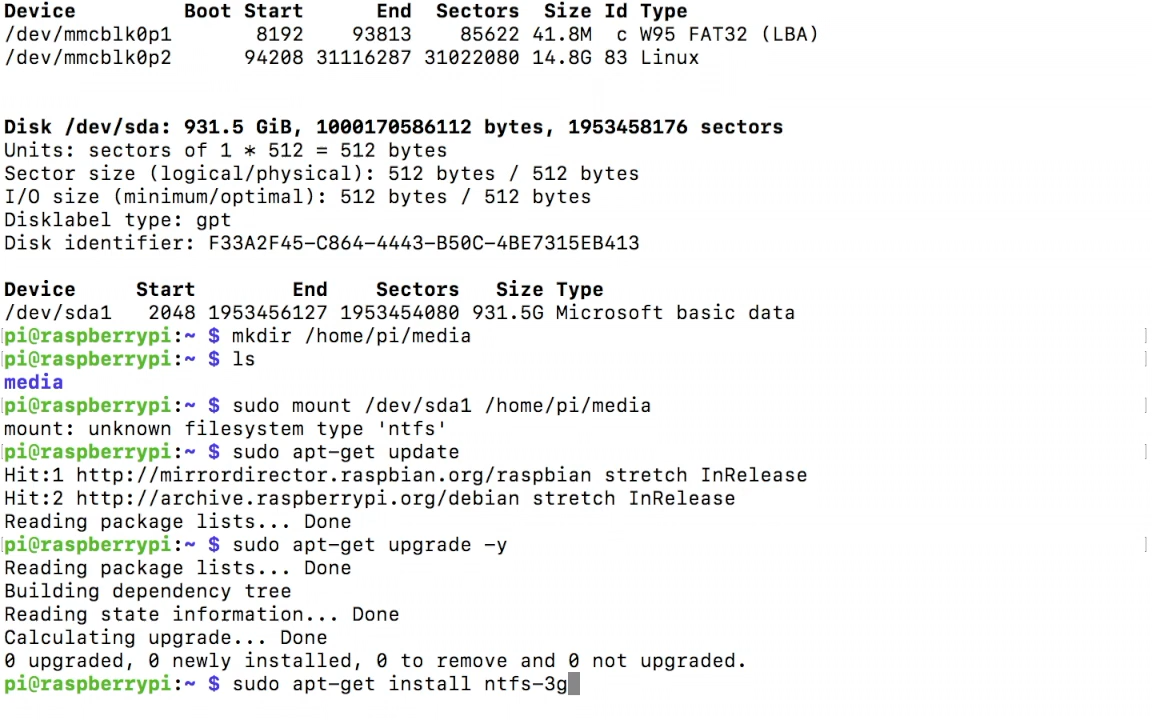 Device         Boot Start      End  Sectors  Size Id Type
/dev/mmcblk0p1       8192    93813    85622 41.8M  c W95 FAT32 (LBA)
/dev/mmcblk0p2      94208 31116287 31022080 14.8G 83 Linux
Disk /dev/sda: 931.5 GiB, 1000170586112 bytes, 1953458176 sectors
Units: sectors of 1 * 512 = 512 bytes
Sector size (logical/physical): 512 bytes / 512 bytes
I/O size (minimum/optimal): 512 bytes / 512 bytes
Disklabel type: gpt
Disk identifier: F33A2F45-C864-4443-B50C-4BE7315EB413
Device     Start        End    Sectors   Size Type
/dev/sda1   2048 1953456127 1953454080 931.5G Microsoft basic data
pi@raspberrypi:~ $ mkdir /home/pi/media
pi@raspberrypi:~ $ ls
media
pi@raspberrypi:~ $ sudo mount /dev/sda1 /home/pi/media
mount: unknown filesystem type 'ntfs'
pi@raspberrypi:~ $ sudo apt-get update
Hit:1 http://mirrordirector.raspbian.org/raspbian stretch InRelease
Hit:2 http://archive.raspberrypi.org/debian stretch InRelease
Reading package lists... Done
pi@raspberrypi:~ $ sudo apt-get upgrade -y
Reading package lists... Done
Building dependency tree
Reading state information... Done
Calculating upgrade... Done
0 upgraded, 0 newly installed, 0 to remove and 0 not upgraded.
pi@raspberrypi:~ $ sudo apt-get install ntfs-3g